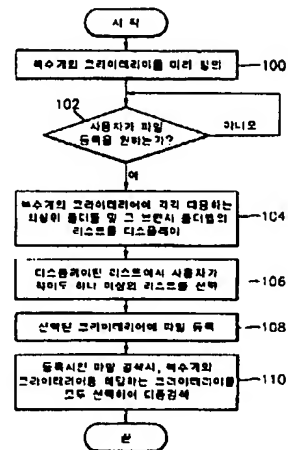 시 작
복수개의 크라이테리어를 미리 정의
100
102
사용자가 파일
등록을 원하는가?
아니오
예
복수개의 크라이테리어에 각각 대응하는
최상위 폴더들 및 그 브랜치 폴더별의
리스트를 디스플레이
104
디스플레이된 리스트에서 사용자가
적어도 하나 이상의 리스트를 선택
106
선택된 크라이테리어에 파일 등록
108
등록시킨 파일 검색시, 복수개의
크라이테리어중 해당하는 크라이테리어를
모두 선택하여 다중검색
110
끝